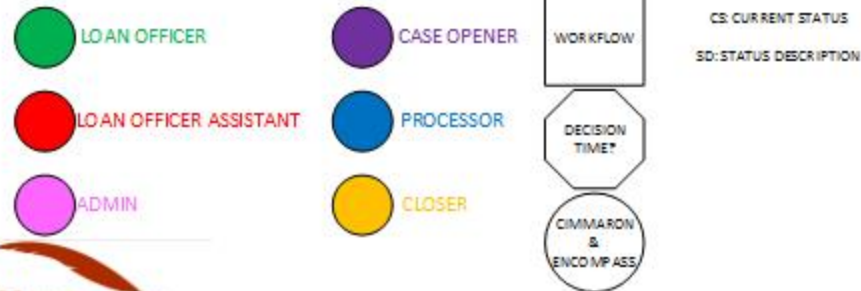 LOAN OFFICER
CASE OPENER
WORKFLOW
CS: CURRENT STATUS
SD: STATUS DESCRIPTION
LOAN OFFICER ASSISTANT
PROCESSOR
DECISION
TIME?
ADMIN
CLOSER
CIMMARON
&
ENCOMPASS